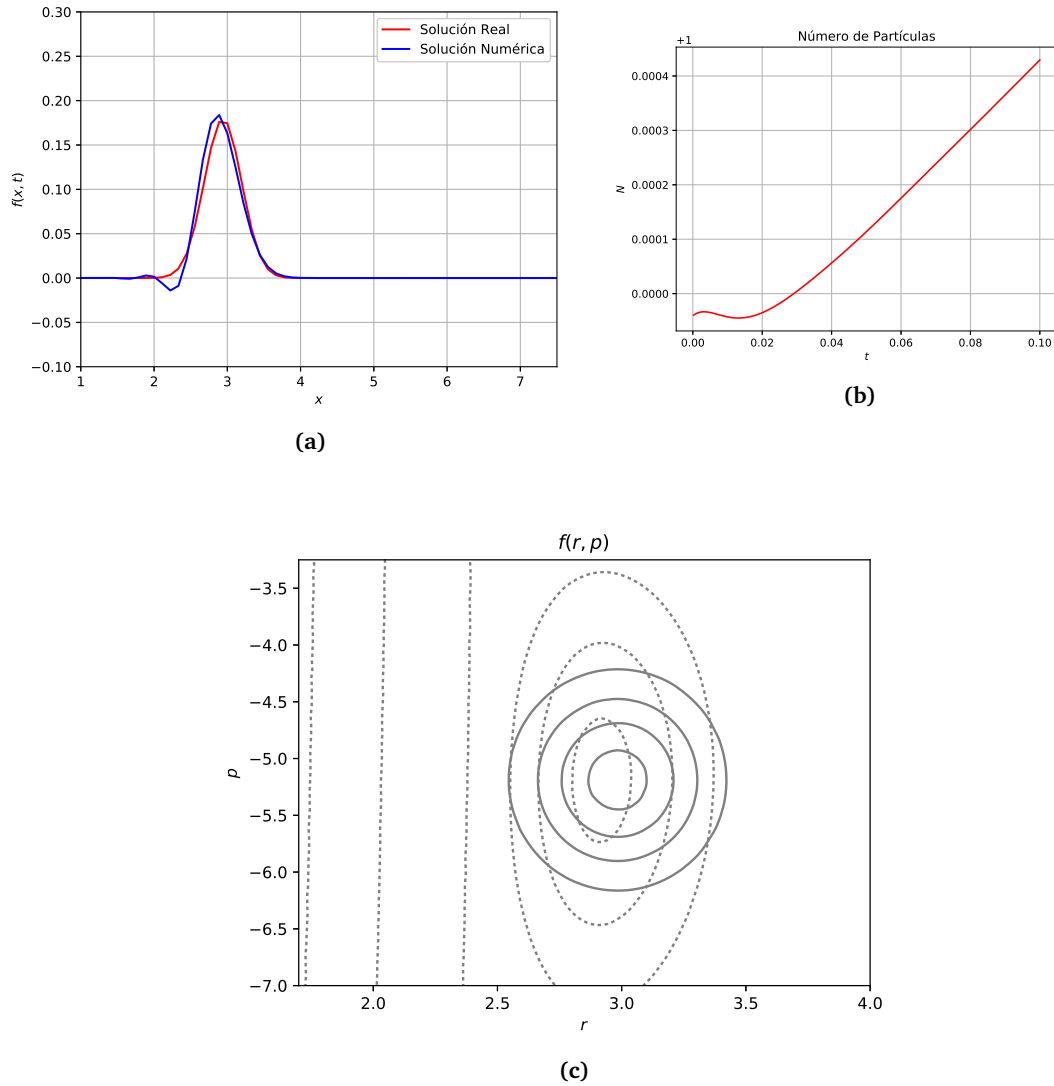 0.30
0.25
0.20
0.15
0.10
0.05
0.00
−0.05
−0.10
f(x, t)
Solución Real
Solución Numérica
1 2 3 4 5 6 7
x
(a)
Número de Partículas
+1
0.0004
0.0003
0.0002
0.0001
0.0000
N
0.00 0.02 0.04 0.06 0.08 0.10
t
(b)
f(r, p)
−3.5
−4.0
−4.5
−5.0
−5.5
−6.0
−6.5
−7.0
p
2.0 2.5 3.0 3.5 4.0
r
(c)